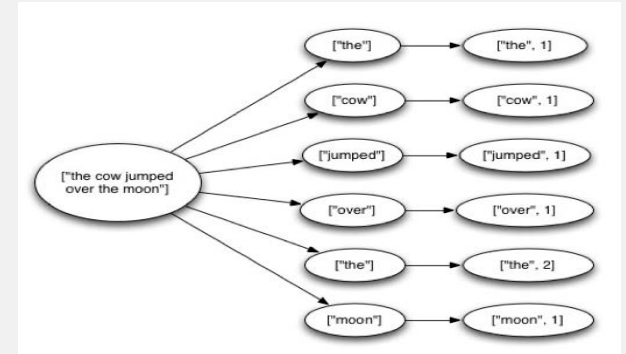 ["the"]
["the", 1]
["cow"]
["cow", 1]
["jumped"]
["jumped", 1]
["the cow jumped
over the moon"]
["over"]
["over", 1]
["the"]
["the", 2]
["moon"]
["moon", 1]